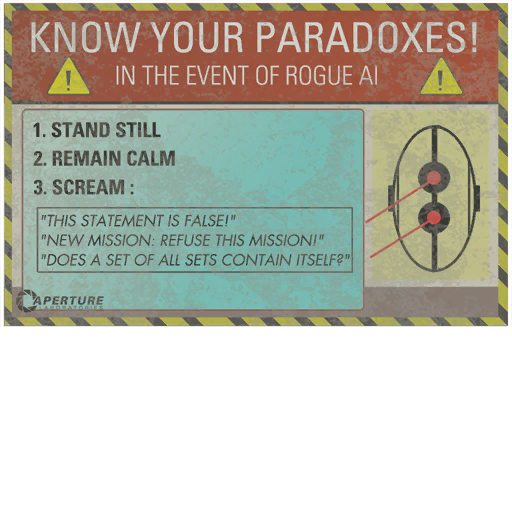 KNOW YOUR PARADOXES!
IN THE EVENT OF ROGUE AI
1. STAND STILL
2. REMAIN CALM
3. SCREAM :
"THIS STATEMENT IS FALSE!"
"NEW MISSION: REFUSE THIS MISSION!"
"DOES A SET OF ALL SETS CONTAIN ITSELF?"
APERTURE
LABORATORIES